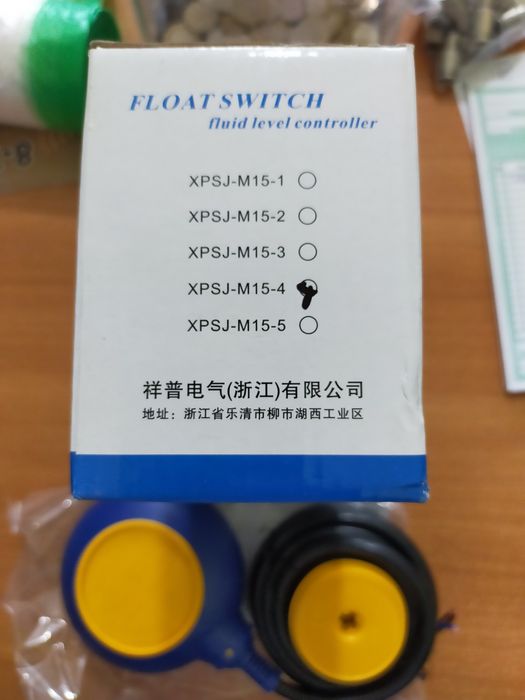 FLOAT SWITCH
fluid level controller
XPSJ-M15-1
XPSJ-M15-2
XPSJ-M15-3
XPSJ-M15-4
XPSJ-M15-5
祥普电气(浙江)有限公司
地址：浙江省乐清市柳市湖西工业区